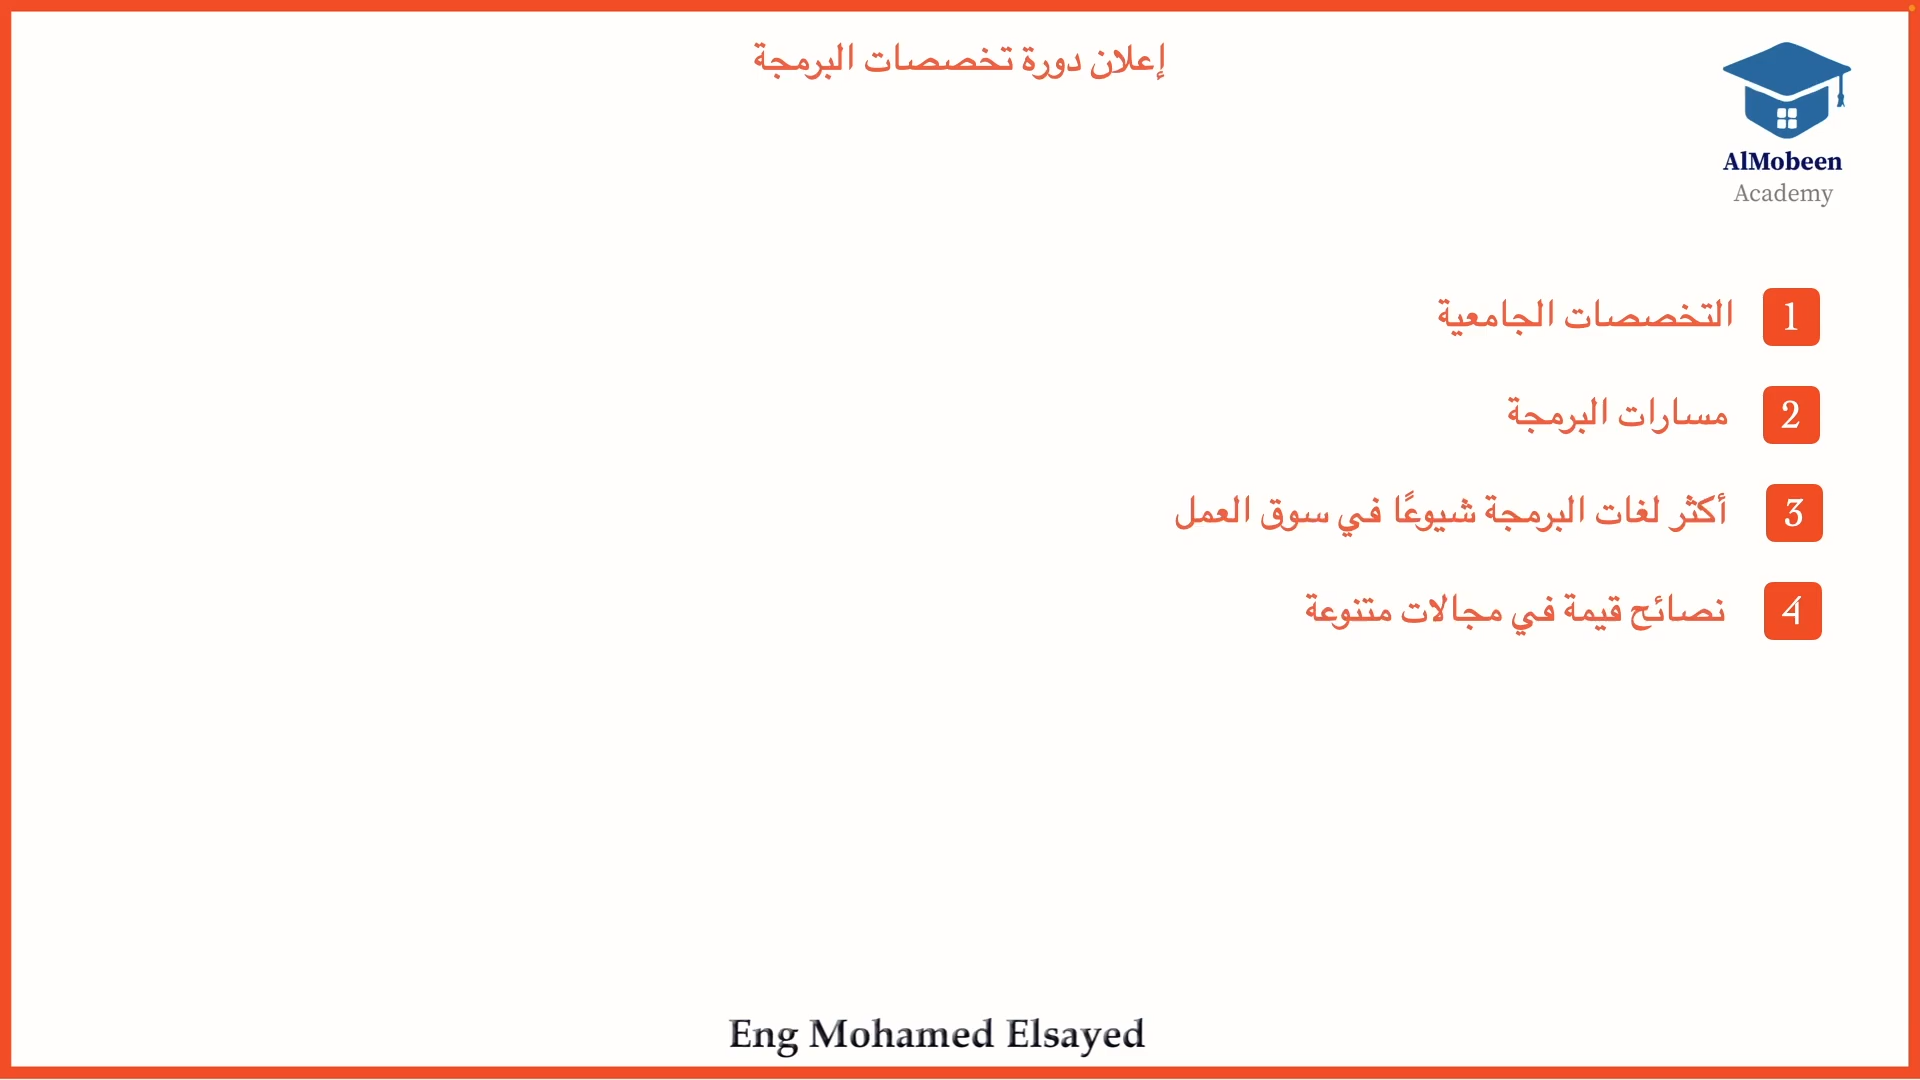 إعلان دورة تخصصات البرمجة
AlMobeen
Academy
1 التخصصات الجامعية
2 مسارات البرمجة
3 أكثر لغات البرمجة شيوعًا في سوق العمل
4 نصائح قيمة في مجالات متنوعة
Eng Mohamed Elsayed